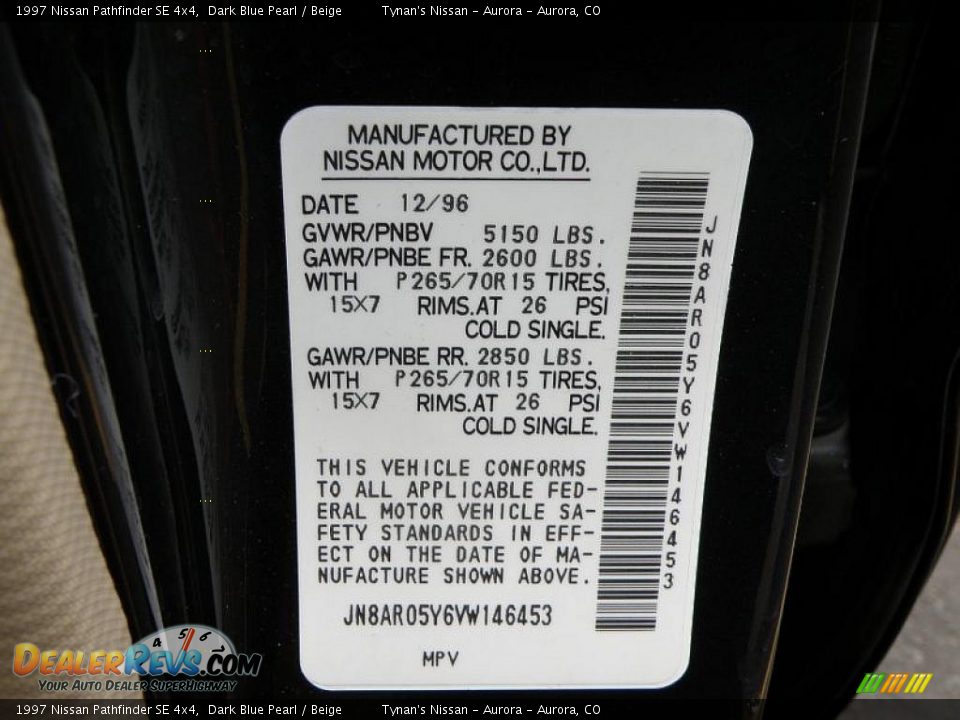 1997 Nissan Pathfinder SE 4x4,  Dark Blue Pearl / Beige          Tynan's Nissan - Aurora - Aurora, CO
MANUFACTURED BY
NISSAN MOTOR CO.,LTD.
DATE 12/96
GVWR/PNBV 5150 LBS.
GAWR/PNBE FR. 2600 LBS.
WITH P265/70R15 TIRES,
15X7 RIMS.AT 26 PSI
COLD SINGLE.
GAWR/PNBE RR. 2850 LBS.
WITH P265/70R15 TIRES,
15X7 RIMS.AT 26 PSI
COLD SINGLE.
THIS VEHICLE CONFORMS
TO ALL APPLICABLE FED-
ERAL MOTOR VEHICLE SA-
FETY STANDARDS IN EFF-
ECT ON THE DATE OF MA-
NUFACTURE SHOWN ABOVE.
JN8AR05Y6VW146453
MPV
JN8AR05Y6VW146453
4 5 6
DEALERREVS.COM
YOUR AUTO DEALER SUPERHIGHWAY
1997 Nissan Pathfinder SE 4x4,  Dark Blue Pearl / Beige          Tynan's Nissan - Aurora - Aurora, CO